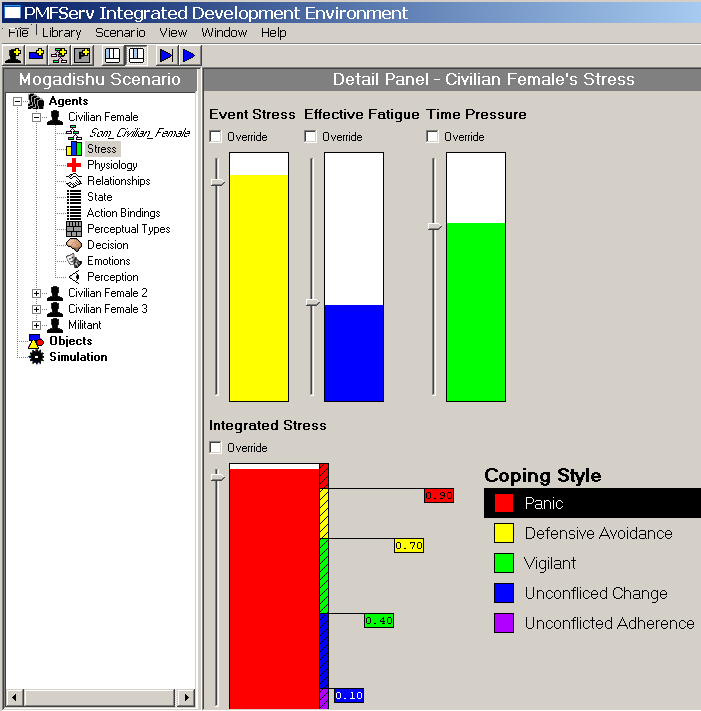 PMFServ Integrated Development Environment
File Library Scenario View Window Help
Mogadishu Scenario
Detail Panel - Civilian Female's Stress
Agents
Civilian Female
Som_Civilian_Female
Stress
Physiology
Relationships
State
Action Bindings
Perceptual Types
Decision
Emotions
Perception
Civilian Female 2
Civilian Female 3
Militant
Objects
Simulation
Event Stress Effective Fatigue Time Pressure
Override Override Override
Integrated Stress
Override
0.90
0.70
0.40
0.10
Coping Style
Panic
Defensive Avoidance
Vigilant
Unconfliced Change
Unconflicted Adherence